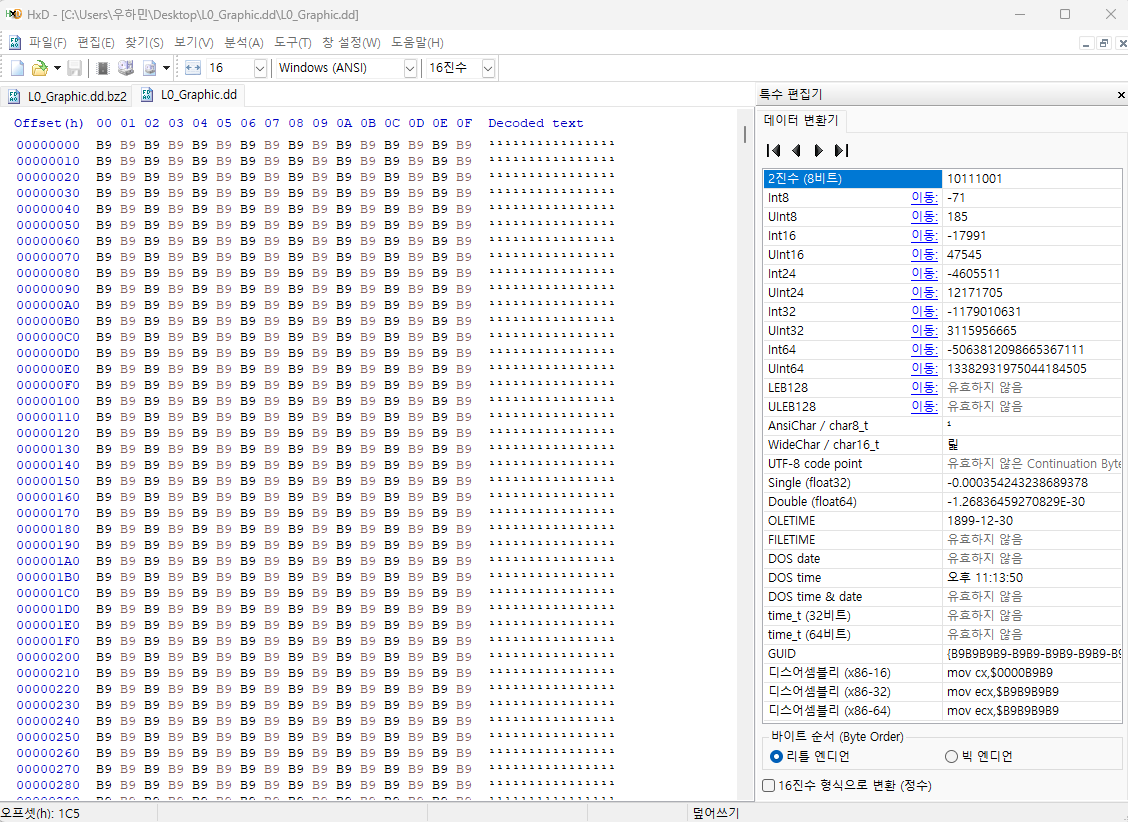 HxD - [C:\Users\우하민\Desktop\L0_Graphic.dd\L0_Graphic.dd]
파일(F) 편집(E) 찾기(S) 보기(V) 분석(A) 도구(T) 창 설정(W) 도움말(H)
16 Windows (ANSI) 16진수
L0_Graphic.dd.bz2 L0_Graphic.dd
Offset(h) 00 01 02 03 04 05 06 07 08 09 0A 0B 0C 0D 0E 0F Decoded text
00000000 B9 B9 B9 B9 B9 B9 B9 B9 B9 B9 B9 B9 B9 B9 B9 B9 ¹¹¹¹¹¹¹¹¹¹¹¹¹¹¹¹
00000010 B9 B9 B9 B9 B9 B9 B9 B9 B9 B9 B9 B9 B9 B9 B9 B9 ¹¹¹¹¹¹¹¹¹¹¹¹¹¹¹¹
00000020 B9 B9 B9 B9 B9 B9 B9 B9 B9 B9 B9 B9 B9 B9 B9 B9 ¹¹¹¹¹¹¹¹¹¹¹¹¹¹¹¹
00000030 B9 B9 B9 B9 B9 B9 B9 B9 B9 B9 B9 B9 B9 B9 B9 B9 ¹¹¹¹¹¹¹¹¹¹¹¹¹¹¹¹
00000040 B9 B9 B9 B9 B9 B9 B9 B9 B9 B9 B9 B9 B9 B9 B9 B9 ¹¹¹¹¹¹¹¹¹¹¹¹¹¹¹¹
00000050 B9 B9 B9 B9 B9 B9 B9 B9 B9 B9 B9 B9 B9 B9 B9 B9 ¹¹¹¹¹¹¹¹¹¹¹¹¹¹¹¹
00000060 B9 B9 B9 B9 B9 B9 B9 B9 B9 B9 B9 B9 B9 B9 B9 B9 ¹¹¹¹¹¹¹¹¹¹¹¹¹¹¹¹
00000070 B9 B9 B9 B9 B9 B9 B9 B9 B9 B9 B9 B9 B9 B9 B9 B9 ¹¹¹¹¹¹¹¹¹¹¹¹¹¹¹¹
00000080 B9 B9 B9 B9 B9 B9 B9 B9 B9 B9 B9 B9 B9 B9 B9 B9 ¹¹¹¹¹¹¹¹¹¹¹¹¹¹¹¹
00000090 B9 B9 B9 B9 B9 B9 B9 B9 B9 B9 B9 B9 B9 B9 B9 B9 ¹¹¹¹¹¹¹¹¹¹¹¹¹¹¹¹
000000A0 B9 B9 B9 B9 B9 B9 B9 B9 B9 B9 B9 B9 B9 B9 B9 B9 ¹¹¹¹¹¹¹¹¹¹¹¹¹¹¹¹
000000B0 B9 B9 B9 B9 B9 B9 B9 B9 B9 B9 B9 B9 B9 B9 B9 B9 ¹¹¹¹¹¹¹¹¹¹¹¹¹¹¹¹
000000C0 B9 B9 B9 B9 B9 B9 B9 B9 B9 B9 B9 B9 B9 B9 B9 B9 ¹¹¹¹¹¹¹¹¹¹¹¹¹¹¹¹
000000D0 B9 B9 B9 B9 B9 B9 B9 B9 B9 B9 B9 B9 B9 B9 B9 B9 ¹¹¹¹¹¹¹¹¹¹¹¹¹¹¹¹
000000E0 B9 B9 B9 B9 B9 B9 B9 B9 B9 B9 B9 B9 B9 B9 B9 B9 ¹¹¹¹¹¹¹¹¹¹¹¹¹¹¹¹
000000F0 B9 B9 B9 B9 B9 B9 B9 B9 B9 B9 B9 B9 B9 B9 B9 B9 ¹¹¹¹¹¹¹¹¹¹¹¹¹¹¹¹
00000100 B9 B9 B9 B9 B9 B9 B9 B9 B9 B9 B9 B9 B9 B9 B9 B9 ¹¹¹¹¹¹¹¹¹¹¹¹¹¹¹¹
00000110 B9 B9 B9 B9 B9 B9 B9 B9 B9 B9 B9 B9 B9 B9 B9 B9 ¹¹¹¹¹¹¹¹¹¹¹¹¹¹¹¹
00000120 B9 B9 B9 B9 B9 B9 B9 B9 B9 B9 B9 B9 B9 B9 B9 B9 ¹¹¹¹¹¹¹¹¹¹¹¹¹¹¹¹
00000130 B9 B9 B9 B9 B9 B9 B9 B9 B9 B9 B9 B9 B9 B9 B9 B9 ¹¹¹¹¹¹¹¹¹¹¹¹¹¹¹¹
00000140 B9 B9 B9 B9 B9 B9 B9 B9 B9 B9 B9 B9 B9 B9 B9 B9 ¹¹¹¹¹¹¹¹¹¹¹¹¹¹¹¹
00000150 B9 B9 B9 B9 B9 B9 B9 B9 B9 B9 B9 B9 B9 B9 B9 B9 ¹¹¹¹¹¹¹¹¹¹¹¹¹¹¹¹
00000160 B9 B9 B9 B9 B9 B9 B9 B9 B9 B9 B9 B9 B9 B9 B9 B9 ¹¹¹¹¹¹¹¹¹¹¹¹¹¹¹¹
00000170 B9 B9 B9 B9 B9 B9 B9 B9 B9 B9 B9 B9 B9 B9 B9 B9 ¹¹¹¹¹¹¹¹¹¹¹¹¹¹¹¹
00000180 B9 B9 B9 B9 B9 B9 B9 B9 B9 B9 B9 B9 B9 B9 B9 B9 ¹¹¹¹¹¹¹¹¹¹¹¹¹¹¹¹
00000190 B9 B9 B9 B9 B9 B9 B9 B9 B9 B9 B9 B9 B9 B9 B9 B9 ¹¹¹¹¹¹¹¹¹¹¹¹¹¹¹¹
000001A0 B9 B9 B9 B9 B9 B9 B9 B9 B9 B9 B9 B9 B9 B9 B9 B9 ¹¹¹¹¹¹¹¹¹¹¹¹¹¹¹¹
000001B0 B9 B9 B9 B9 B9 B9 B9 B9 B9 B9 B9 B9 B9 B9 B9 B9 ¹¹¹¹¹¹¹¹¹¹¹¹¹¹¹¹
000001C0 B9 B9 B9 B9 B9 B9 B9 B9 B9 B9 B9 B9 B9 B9 B9 B9 ¹¹¹¹¹¹¹¹¹¹¹¹¹¹¹¹
000001D0 B9 B9 B9 B9 B9 B9 B9 B9 B9 B9 B9 B9 B9 B9 B9 B9 ¹¹¹¹¹¹¹¹¹¹¹¹¹¹¹¹
000001E0 B9 B9 B9 B9 B9 B9 B9 B9 B9 B9 B9 B9 B9 B9 B9 B9 ¹¹¹¹¹¹¹¹¹¹¹¹¹¹¹¹
000001F0 B9 B9 B9 B9 B9 B9 B9 B9 B9 B9 B9 B9 B9 B9 B9 B9 ¹¹¹¹¹¹¹¹¹¹¹¹¹¹¹¹
00000200 B9 B9 B9 B9 B9 B9 B9 B9 B9 B9 B9 B9 B9 B9 B9 B9 ¹¹¹¹¹¹¹¹¹¹¹¹¹¹¹¹
00000210 B9 B9 B9 B9 B9 B9 B9 B9 B9 B9 B9 B9 B9 B9 B9 B9 ¹¹¹¹¹¹¹¹¹¹¹¹¹¹¹¹
00000220 B9 B9 B9 B9 B9 B9 B9 B9 B9 B9 B9 B9 B9 B9 B9 B9 ¹¹¹¹¹¹¹¹¹¹¹¹¹¹¹¹
00000230 B9 B9 B9 B9 B9 B9 B9 B9 B9 B9 B9 B9 B9 B9 B9 B9 ¹¹¹¹¹¹¹¹¹¹¹¹¹¹¹¹
00000240 B9 B9 B9 B9 B9 B9 B9 B9 B9 B9 B9 B9 B9 B9 B9 B9 ¹¹¹¹¹¹¹¹¹¹¹¹¹¹¹¹
00000250 B9 B9 B9 B9 B9 B9 B9 B9 B9 B9 B9 B9 B9 B9 B9 B9 ¹¹¹¹¹¹¹¹¹¹¹¹¹¹¹¹
00000260 B9 B9 B9 B9 B9 B9 B9 B9 B9 B9 B9 B9 B9 B9 B9 B9 ¹¹¹¹¹¹¹¹¹¹¹¹¹¹¹¹
00000270 B9 B9 B9 B9 B9 B9 B9 B9 B9 B9 B9 B9 B9 B9 B9 B9 ¹¹¹¹¹¹¹¹¹¹¹¹¹¹¹¹
00000280 B9 B9 B9 B9 B9 B9 B9 B9 B9 B9 B9 B9 B9 B9 B9 B9 ¹¹¹¹¹¹¹¹¹¹¹¹¹¹¹¹
특수 편집기
데이터 변환기
2진수 (8비트) 10111001
Int8 이동: -71
UInt8 이동: 185
Int16 이동: -17991
UInt16 이동: 47545
Int24 이동: -4605511
UInt24 이동: 12171705
Int32 이동: -1179010631
UInt32 이동: 3115956665
Int64 이동: -5063812098665367111
UInt64 이동: 13382931975044184505
LEB128 이동: 유효하지 않음
ULEB128 이동: 유효하지 않음
AnsiChar / char8_t ¹
WideChar / char16_t 릹
UTF-8 code point 유효하지 않은 Continuation Byte
Single (float32) -0.000354243238689378
Double (float64) -1.26836459270829E-30
OLETIME 1899-12-30
FILETIME 유효하지 않음
DOS date 유효하지 않음
DOS time 오후 11:13:50
DOS time & date 유효하지 않음
time_t (32비트) 유효하지 않음
time_t (64비트) 유효하지 않음
GUID {B9B9B9B9-B9B9-B9B9-B9B9-B9
디스어셈블리 (x86-16) mov cx,$0000B9B9
디스어셈블리 (x86-32) mov ecx,$B9B9B9B9
디스어셈블리 (x86-64) mov ecx,$B9B9B9B9
바이트 순서 (Byte Order)
리틀 엔디언 빅 엔디언
16진수 형식으로 변환 (정수)
오프셋(h): 1C5 덮어쓰기